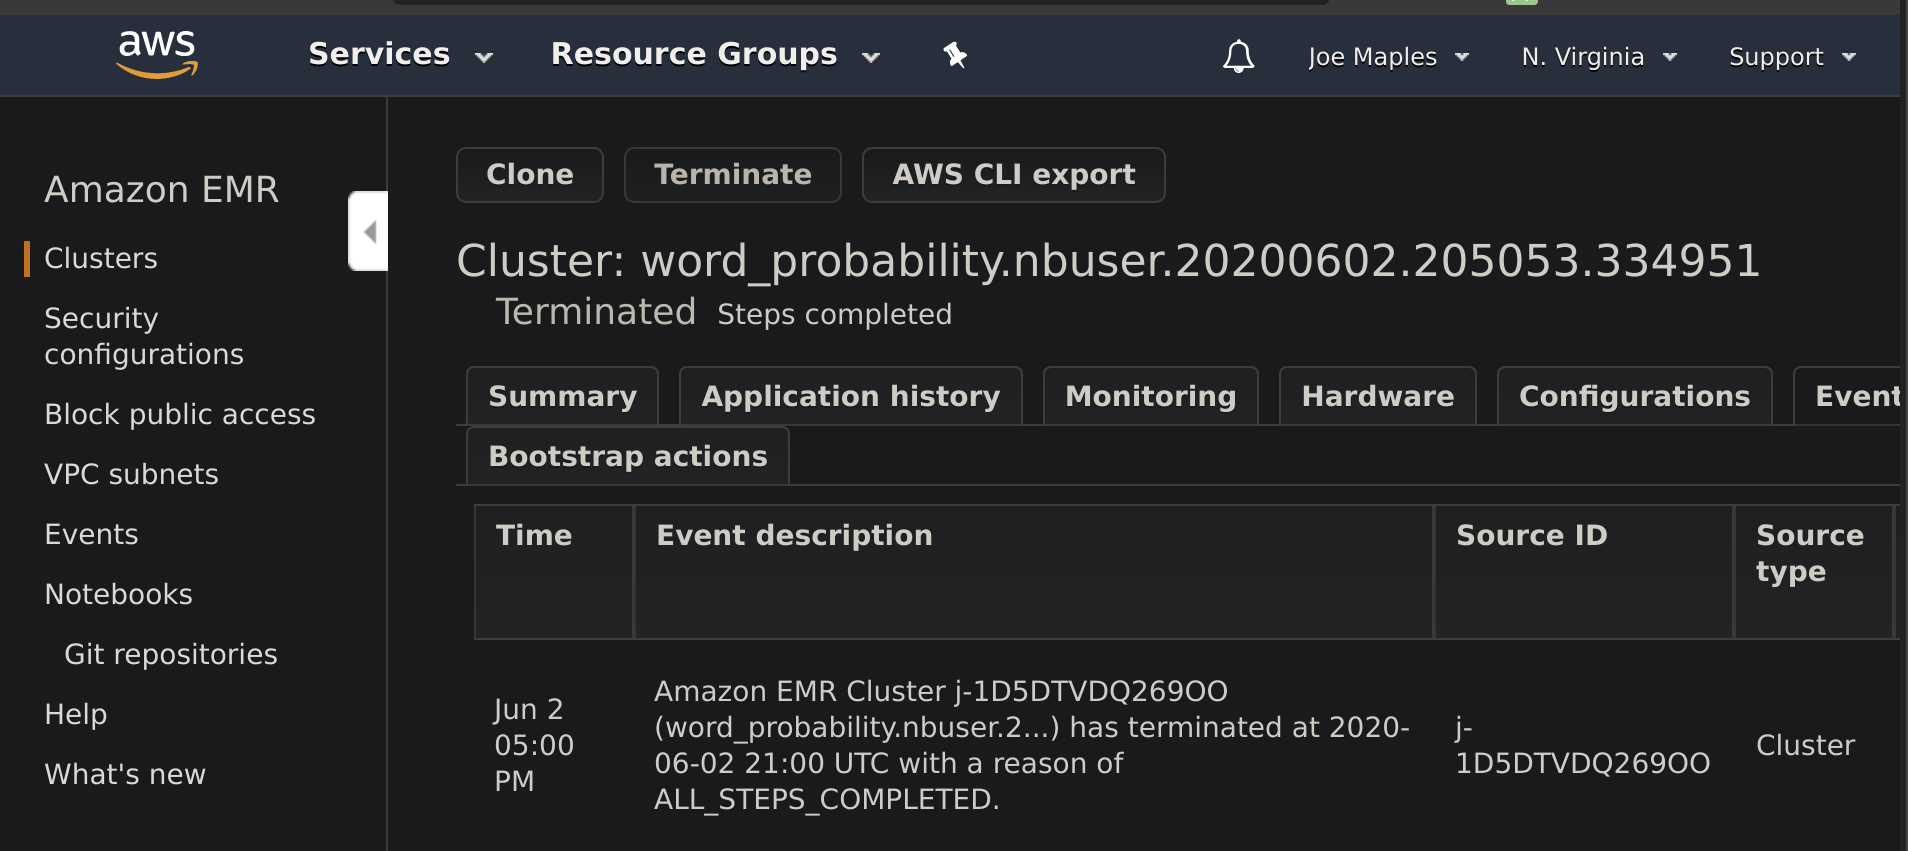 aws Services Resource Groups Joe Maples N. Virginia Support
Amazon EMR
Clusters
Security
configurations
Block public access
VPC subnets
Events
Notebooks
Git repositories
Help
What's new
Clone Terminate AWS CLI export
Cluster: word_probability.nbuser.20200602.205053.334951
Terminated Steps completed
Summary Application history Monitoring Hardware Configurations Event
Bootstrap actions
Time Event description Source ID Source
type
Jun 2
05:00
PM
Amazon EMR Cluster j-1D5DTVDQ269OO
(word_probability.nbuser.2...) has terminated at 2020-
06-02 21:00 UTC with a reason of
ALL_STEPS_COMPLETED.
j-
1D5DTVDQ269OO
Cluster